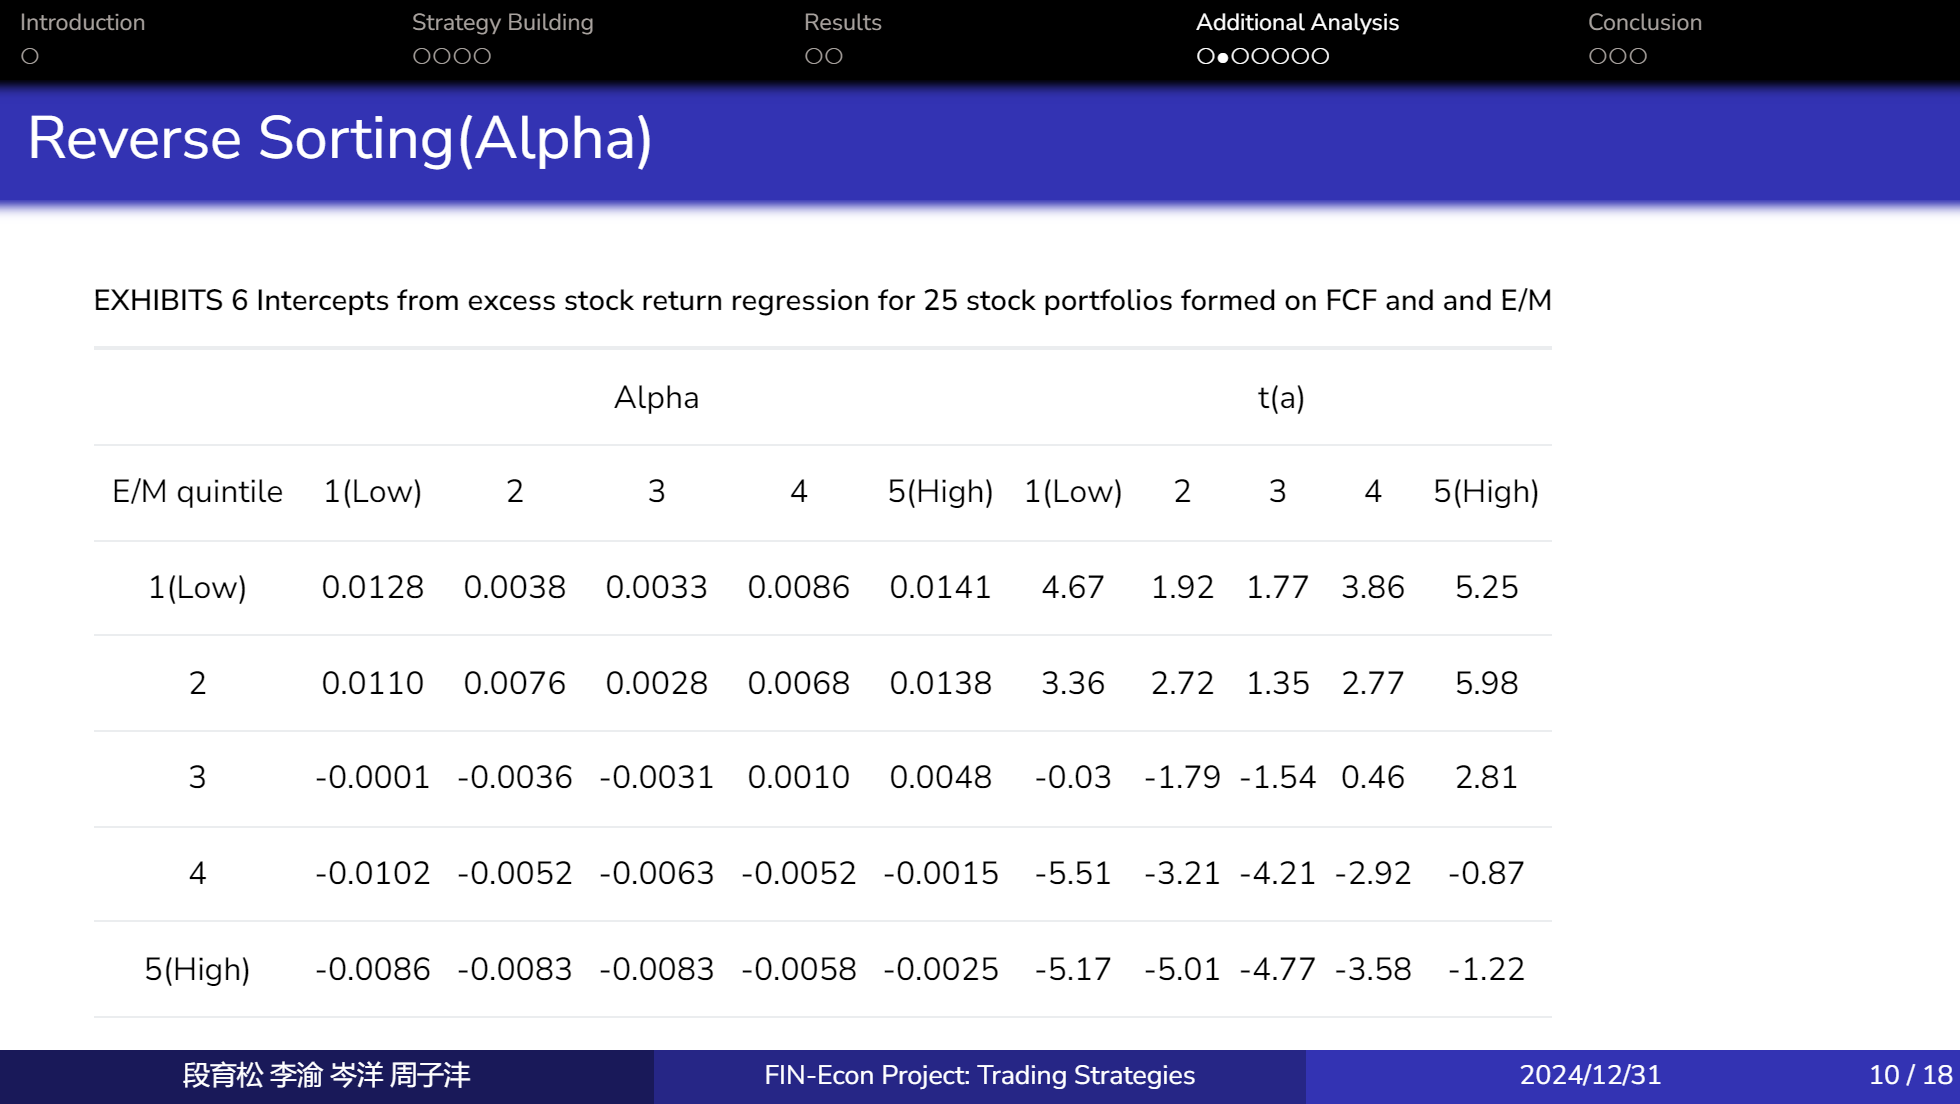 Introduction
Strategy Building
Results
Additional Analysis
Conclusion
Reverse Sorting(Alpha)
EXHIBITS 6 Intercepts from excess stock return regression for 25 stock portfolios formed on FCF and and E/M
Alpha t(a)
E/M quintile 1(Low) 2 3 4 5(High) 1(Low) 2 3 4 5(High)
1(Low) 0.0128 0.0038 0.0033 0.0086 0.0141 4.67 1.92 1.77 3.86 5.25
2 0.0110 0.0076 0.0028 0.0068 0.0138 3.36 2.72 1.35 2.77 5.98
3 -0.0001 -0.0036 -0.0031 0.0010 0.0048 -0.03 -1.79 -1.54 0.46 2.81
4 -0.0102 -0.0052 -0.0063 -0.0052 -0.0015 -5.51 -3.21 -4.21 -2.92 -0.87
5(High) -0.0086 -0.0083 -0.0083 -0.0058 -0.0025 -5.17 -5.01 -4.77 -3.58 -1.22
段育松 李渝 岑洋 周子沣
FIN-Econ Project: Trading Strategies
2024/12/31
10 / 18